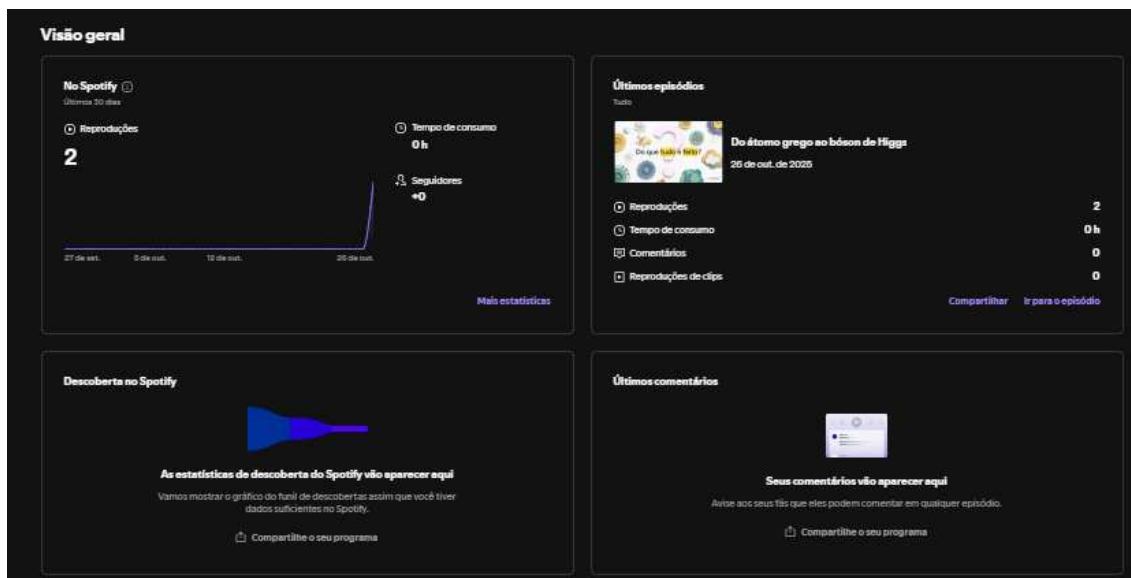 Visão geral
No Spotify
Últimos 30 dias
Reproduções
2
Tempo de consumo
0 h
Seguidores
+0
27 de set.
5 de out.
12 de out.
26 de out.
Mais estatísticas
Últimos episódios
Tudo
Do que tudo é feito?
Do átomo grego ao bóson de Higgs
26 de out. de 2025
Reproduções 2
Tempo de consumo 0 h
Comentários 0
Reproduções de clips 0
Compartilhar Ir para o episódio
Descoberta no Spotify
As estatísticas de descoberta do Spotify vão aparecer aqui
Vamos mostrar o gráfico do funil de descobertas assim que você tiver
dados suficientes no Spotify.
Compartilhe o seu programa
Últimos comentários
Seus comentários vão aparecer aqui
Avise aos seus fãs que eles podem comentar em qualquer episódio.
Compartilhe o seu programa